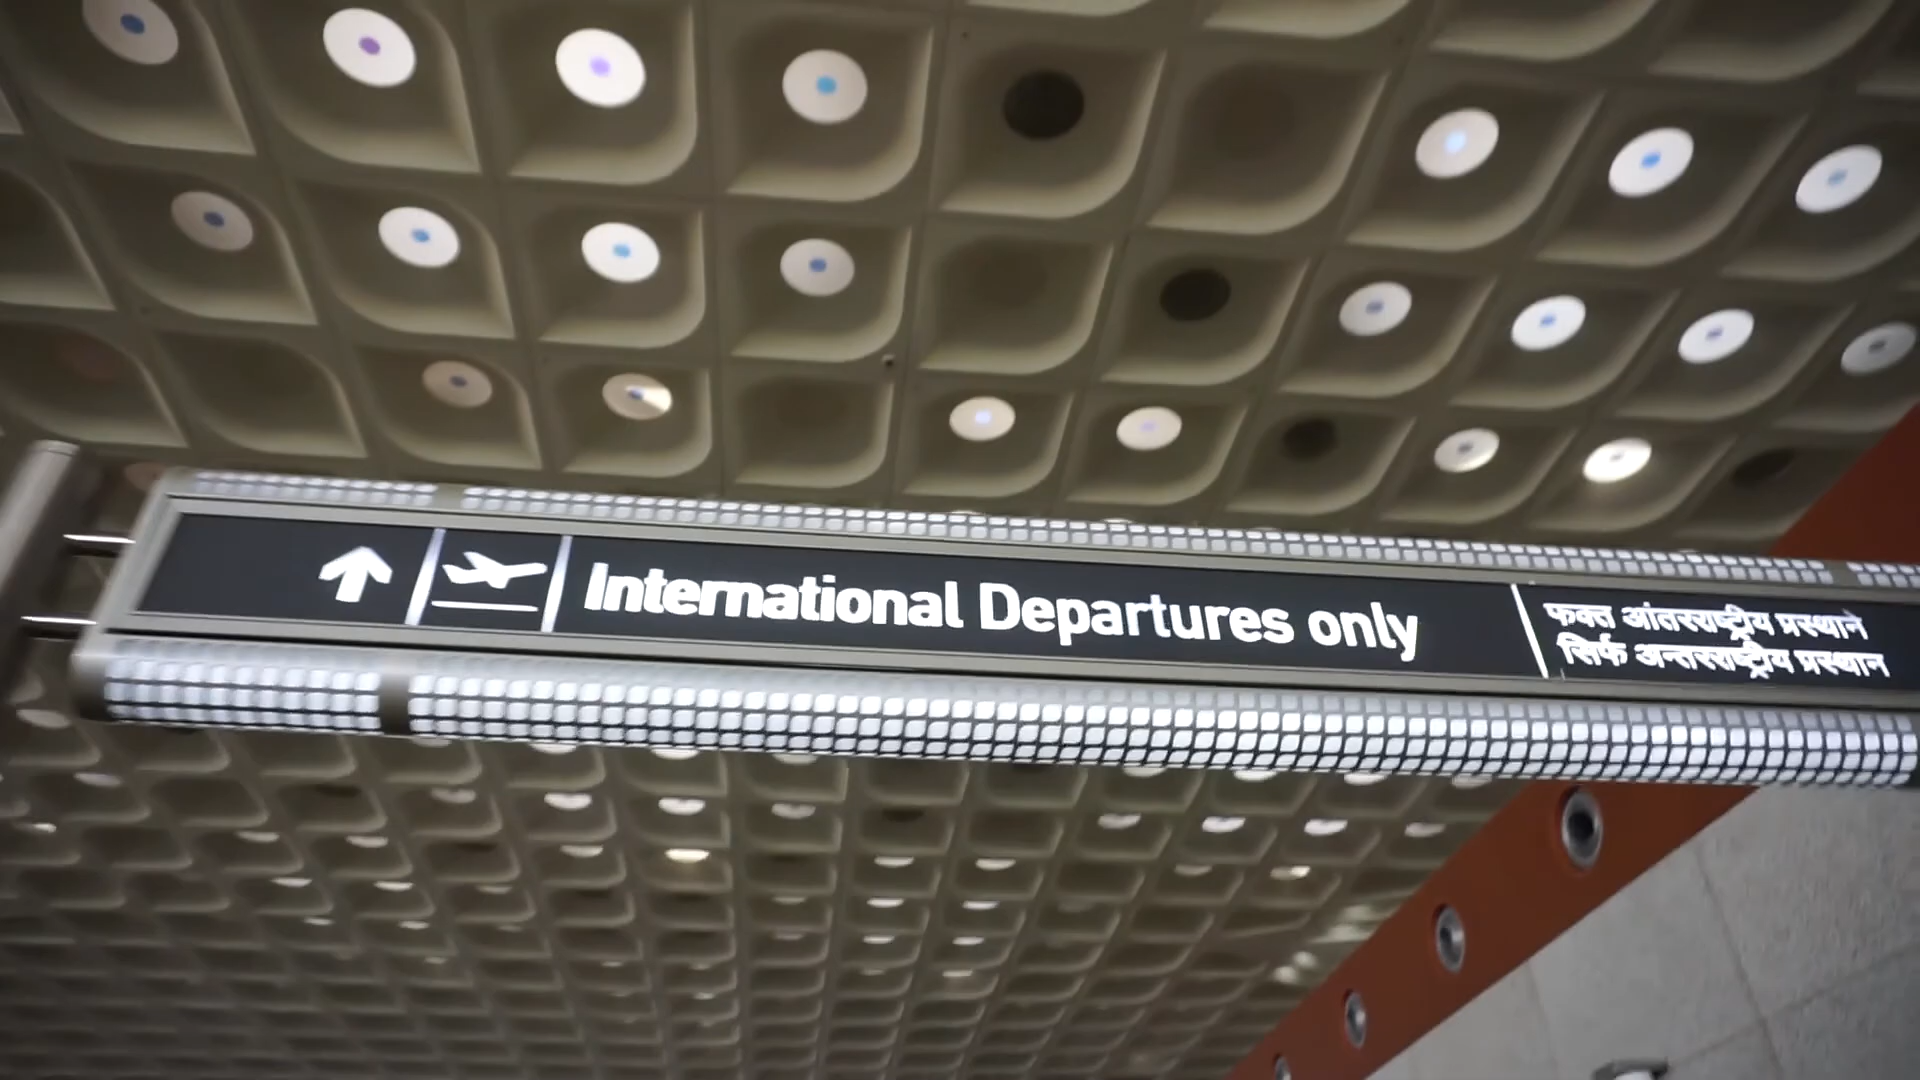 International Departures only
फक्त आंतरराष्ट्रीय प्रस्थाने
सिर्फ अन्तरराष्ट्रीय प्रस्थान